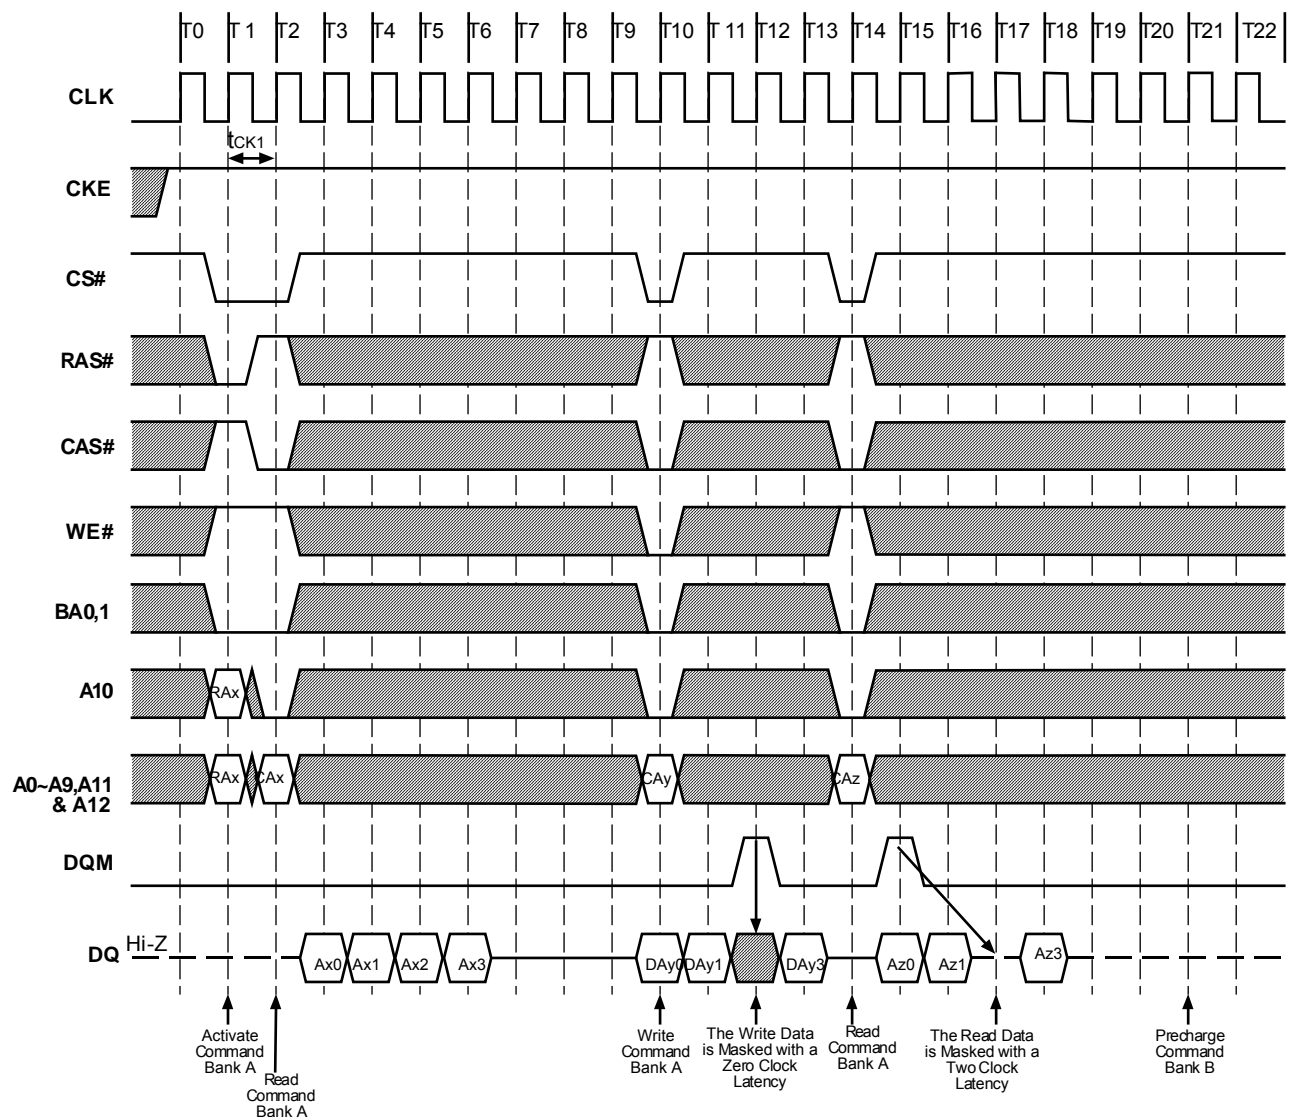 T0 T 1 T2 T3 T4 T5 T6 T7 T8 T9 T10 T 11 T12 T13 T14 T15 T16 T17 T18 T19 T20 T21 T22
CLK
tCK1
CKE
CS#
RAS#
CAS#
WE#
BA0,1
A10
RAx
A0~A9,A11
& A12
RAx CAx CAy CAz
DQM
DQ
Hi-Z
Ax0 Ax1 Ax2 Ax3 DAy0 DAy1 DAy3 Az0 Az1 Az3
Activate
Command
Bank A
Read
Command
Bank A
Write
Command
Bank A
The Write Data
is Masked with a
Zero Clock
Latency
Read
Command
Bank A
The Read Data
is Masked with a
Two Clock
Latency
Precharge
Command
Bank B